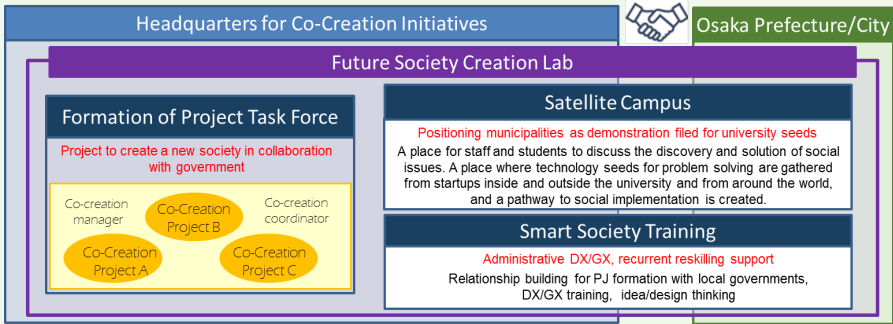 Headquarters for Co-Creation Initiatives
Osaka Prefecture/City
Future Society Creation Lab
Formation of Project Task Force
Project to create a new society in collaboration
with government
Co-creation
manager
Co-Creation
Project B
Co-creation
coordinator
Co-Creation
Project A
Co-Creation
Project C
Satellite Campus
Positioning municipalities as demonstration filed for university seeds
A place for staff and students to discuss the discovery and solution of social
issues. A place where technology seeds for problem solving are gathered
from startups inside and outside the university and from around the world,
and a pathway to social implementation is created.
Smart Society Training
Administrative DX/GX, recurrent reskilling support
Relationship building for PJ formation with local governments,
DX/GX training, idea/design thinking